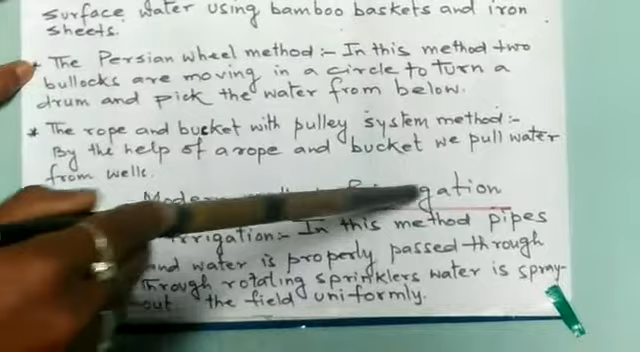 surface water using bamboo baskets and iron
sheets.
* The Persian wheel method :- In this method two
bullocks are moving in a circle to turn a
drum and pick the water from below.
* The rope and bucket with pulley system method :-
By the help of a rope and bucket we pull water
from wells.
gation
irrigation :- In this method pipes
and water is properly passed through
through rotating sprinklers water is spray-
out the field uniformly.